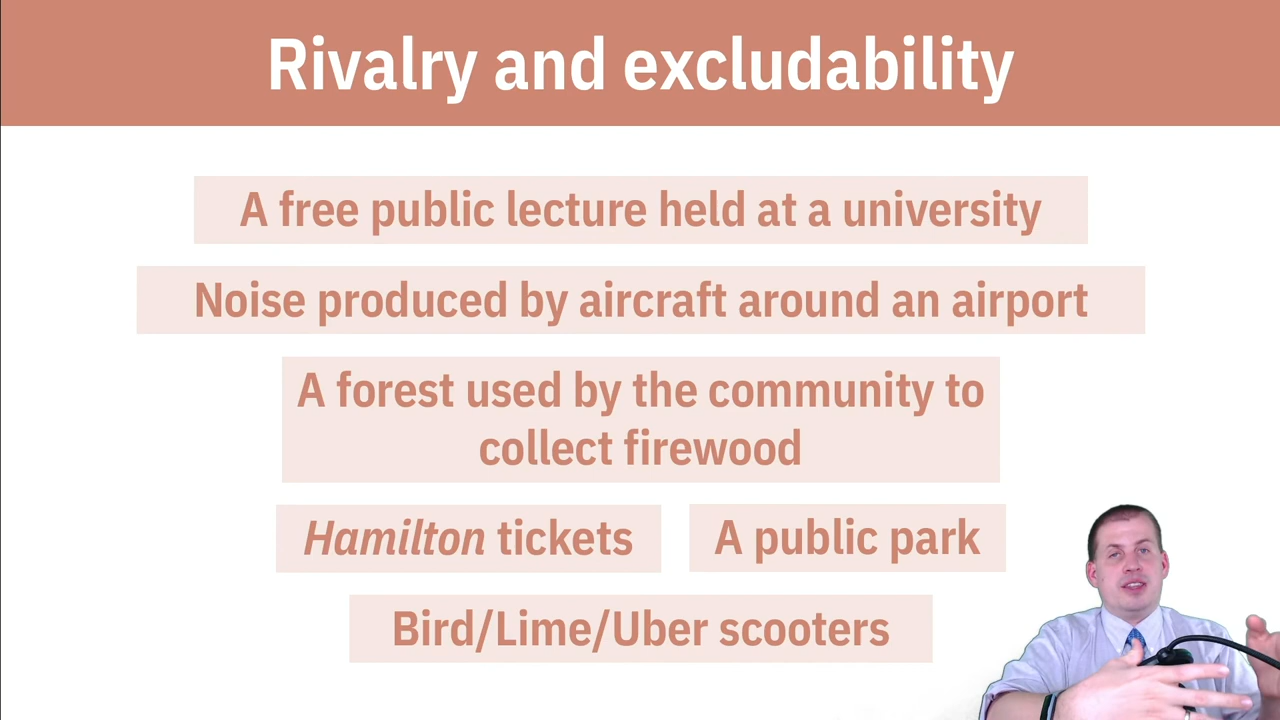 Rivalry and excludability
A free public lecture held at a university
Noise produced by aircraft around an airport
A forest used by the community to
collect firewood
Hamilton tickets
A public park
Bird/Lime/Uber scooters